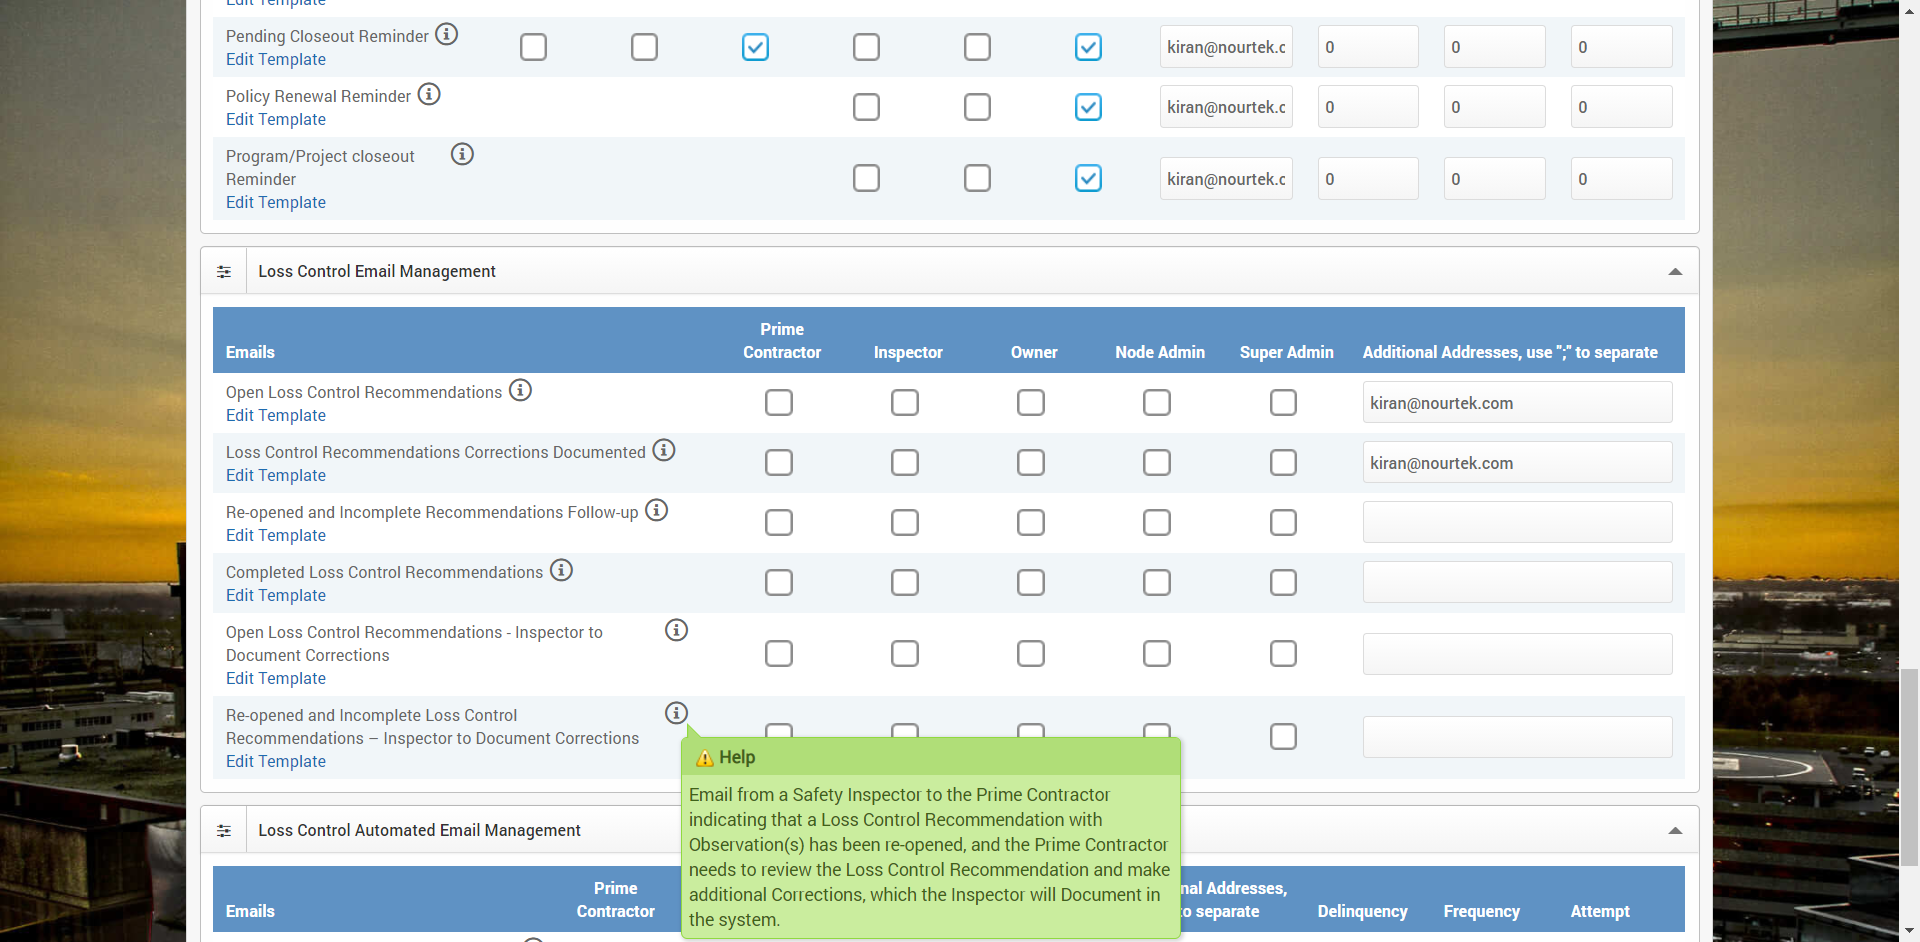 Edit Template
Pending Closeout Reminder
Edit Template
kiran@nourtek.c
0
0
0
Policy Renewal Reminder
Edit Template
kiran@nourtek.c
0
0
0
Program/Project closeout
Reminder
Edit Template
kiran@nourtek.c
0
0
0
Loss Control Email Management
Emails
Prime
Contractor
Inspector
Owner
Node Admin
Super Admin
Additional Addresses, use ";" to separate
Open Loss Control Recommendations
Edit Template
kiran@nourtek.com
Loss Control Recommendations Corrections Documented
Edit Template
kiran@nourtek.com
Re-opened and Incomplete Recommendations Follow-up
Edit Template
Completed Loss Control Recommendations
Edit Template
Open Loss Control Recommendations - Inspector to
Document Corrections
Edit Template
Re-opened and Incomplete Loss Control
Recommendations – Inspector to Document Corrections
Edit Template
Help
Email from a Safety Inspector to the Prime Contractor
indicating that a Loss Control Recommendation with
Observation(s) has been re-opened, and the Prime Contractor
needs to review the Loss Control Recommendation and make
additional Corrections, which the Inspector will Document in
the system.
Loss Control Automated Email Management
Emails
Prime
Contractor
nal Addresses,
to separate
Delinquency
Frequency
Attempt